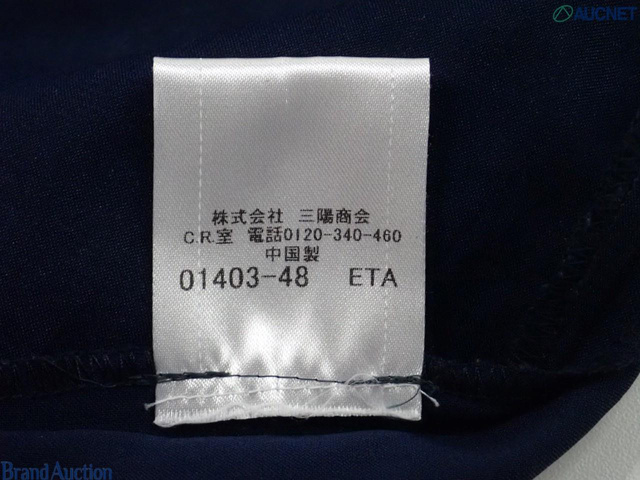 AUCNET
株式会社 三陽商会
C.R.室 電話0120-340-460
中国製
01403-48 ETA
Brand Auction